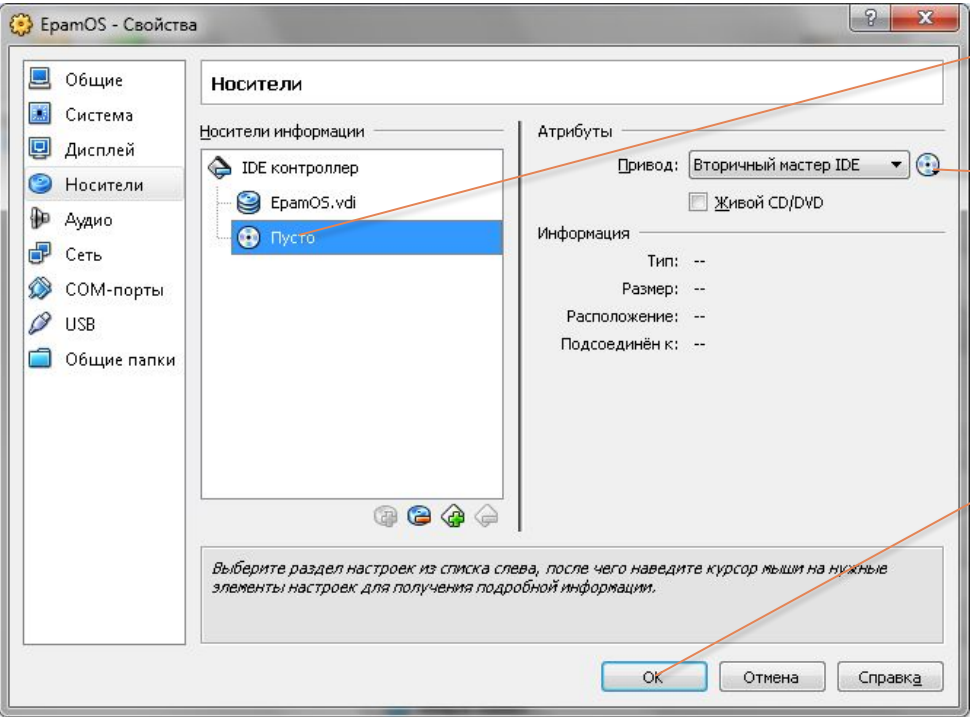 EpamOS - Свойства
?
Общие
Система
Дисплей
Носители
Аудио
Сеть
COM-порты
USB
Общие папки
Носители
Носители информации
IDE контроллер
EpamOS.vdi
Пусто
Атрибуты
Привод: Вторичный мастер IDE
Живой CD/DVD
Информация
Тип: --
Размер: --
Расположение: --
Подсоединён к: --
Выберите раздел настроек из списка слева, после чего наведите курсор мыши на нужные
элементы настроек для получения подробной информации.
OK Отмена Справка